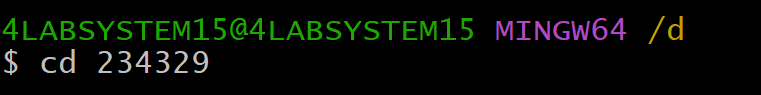 4LABSYSTEM15@4LABSYSTEM15 MINGW64 /d
$ cd 234329